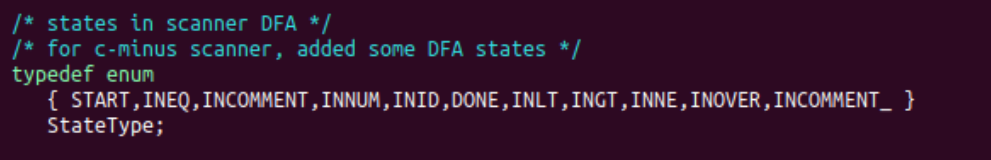 /* states in scanner DFA */
/* for c-minus scanner, added some DFA states */
typedef enum
{ START,INEQ,INCOMMENT,INNUM,INID,DONE,INLT,INGT,INNE,INOVER,INCOMMENT_ }
StateType;